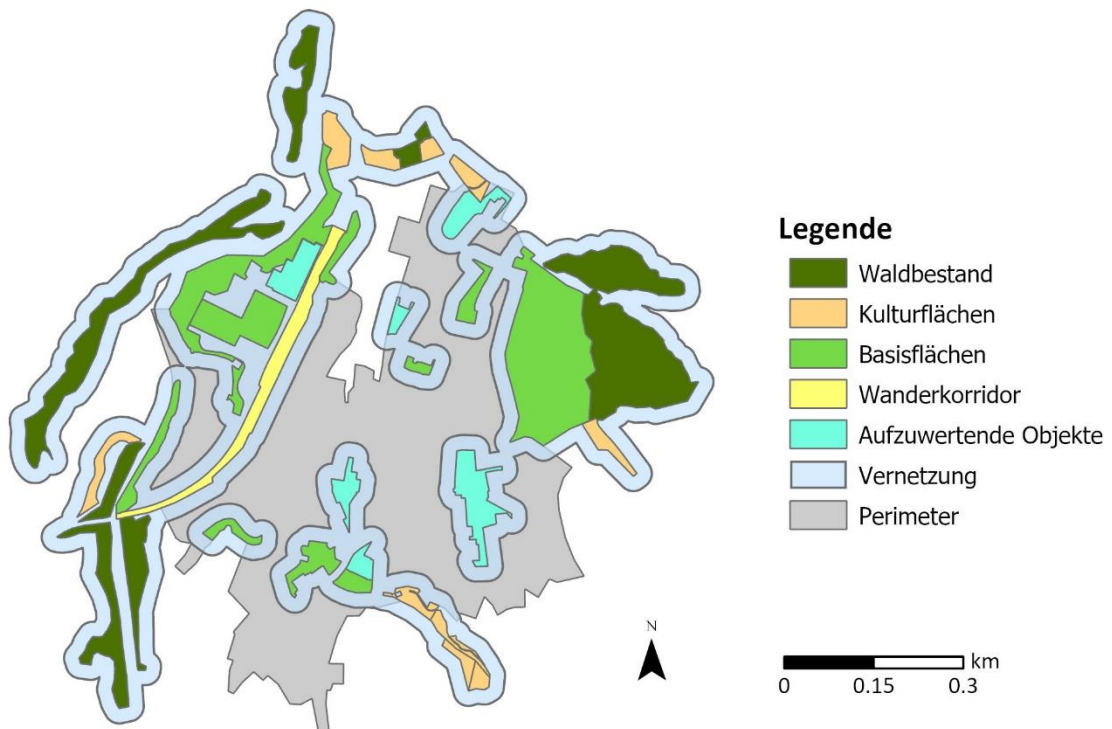 Legende
Waldbestand
Kulturflächen
Basisflächen
Wanderkorridor
Aufzuwertende Objekte
Vernetzung
Perimeter
N
km
0 0.15 0.3